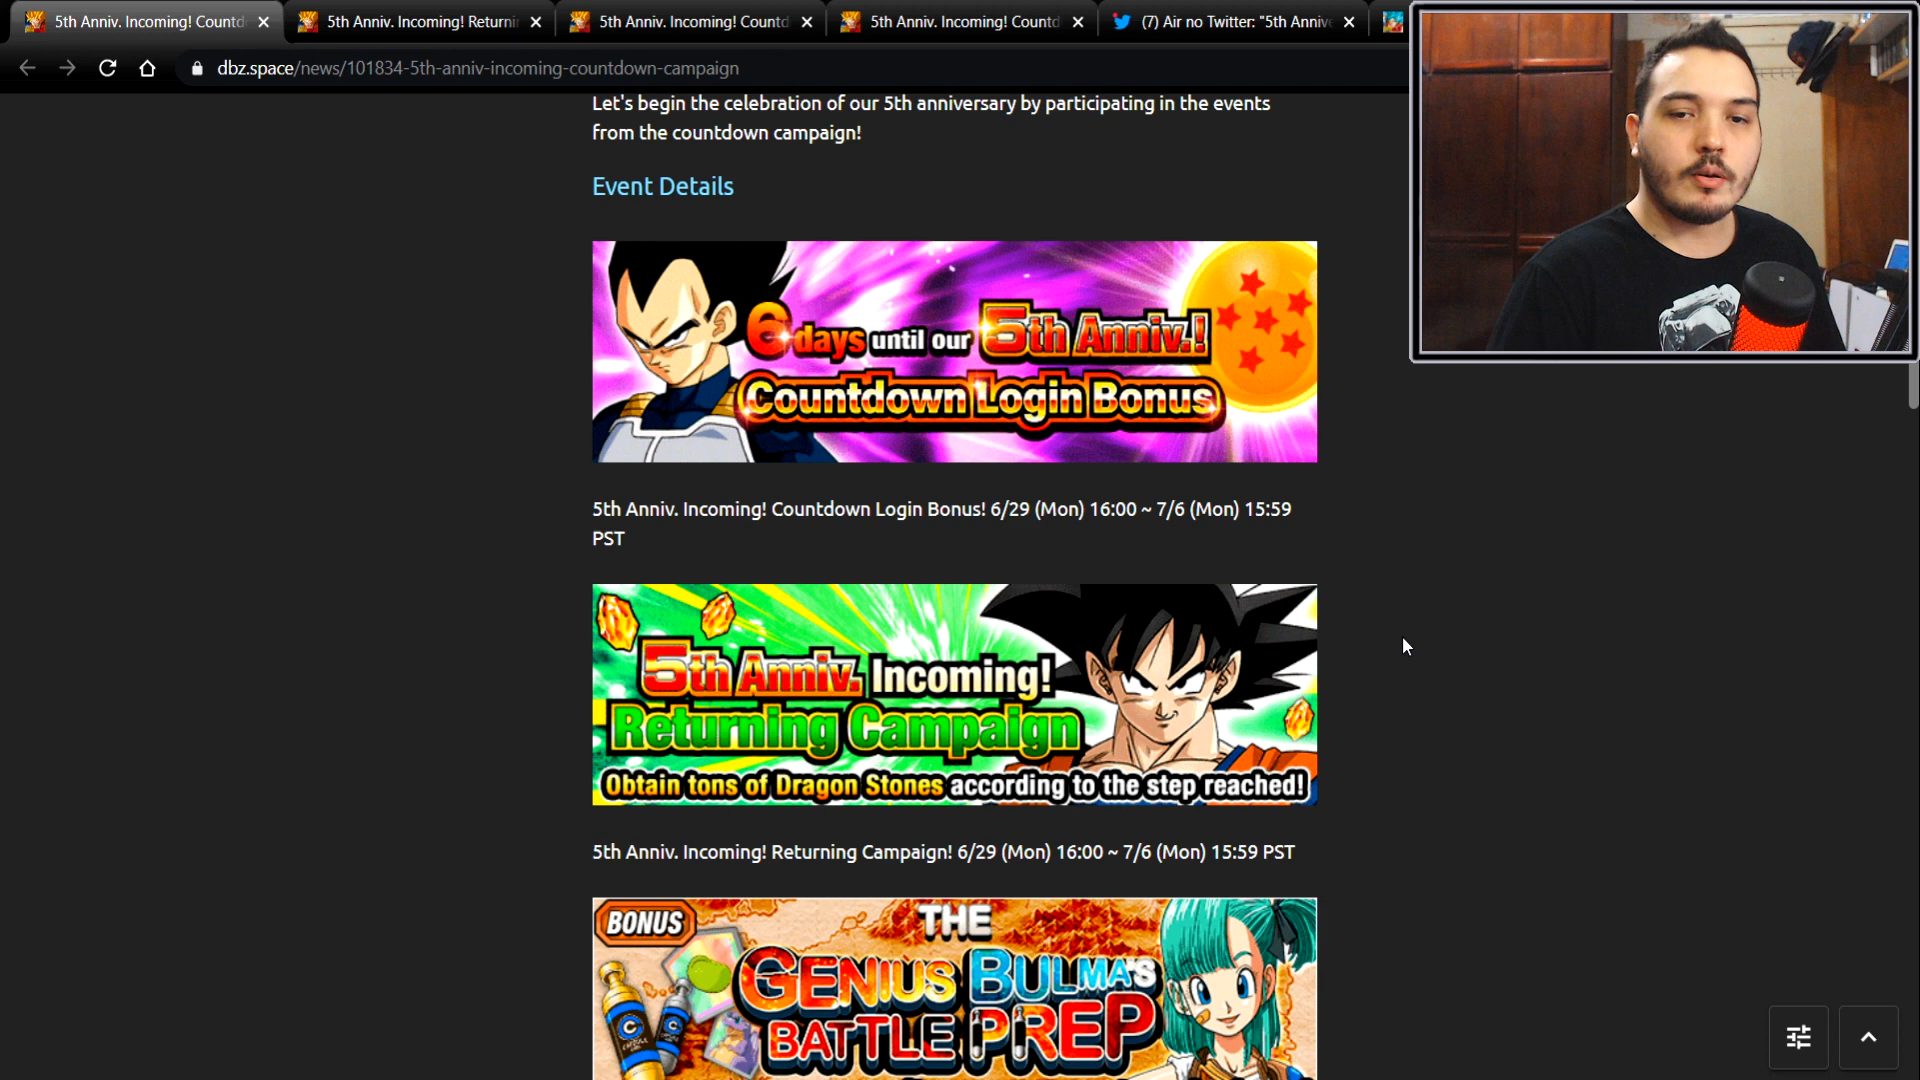 5th Anniv. Incoming! Countd
5th Anniv. Incoming! Returni
5th Anniv. Incoming! Countd
5th Anniv. Incoming! Countd
(7) Air no Twitter: "5th Annive
dbz.space/news/101834-5th-anniv-incoming-countdown-campaign
Let's begin the celebration of our 5th anniversary by participating in the events
from the countdown campaign!
Event Details
6 days until our 5th Anniv.!
Countdown Login Bonus
5th Anniv. Incoming! Countdown Login Bonus! 6/29 (Mon) 16:00 ~ 7/6 (Mon) 15:59
PST
5th Anniv. Incoming!
Returning Campaign
Obtain tons of Dragon Stones according to the step reached!
5th Anniv. Incoming! Returning Campaign! 6/29 (Mon) 16:00 ~ 7/6 (Mon) 15:59 PST
BONUS
THE
GENIUS BULMA'S
BATTLE PREP